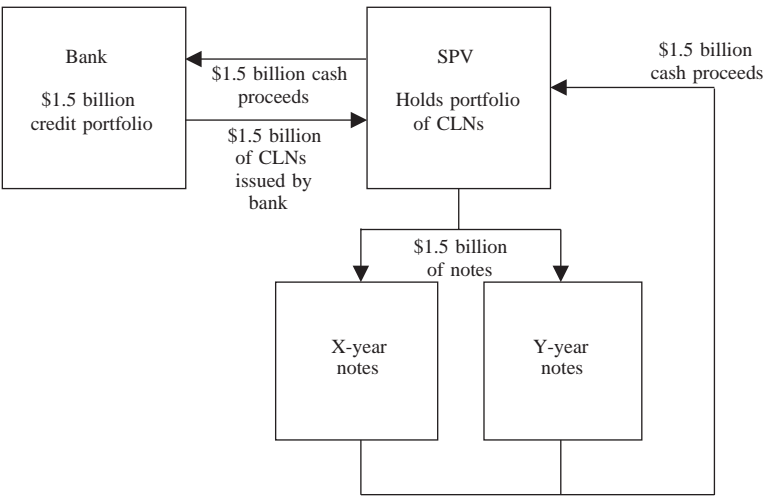 Bank
$1.5 billion
credit portfolio
$1.5 billion cash
proceeds
$1.5 billion
of CLNs
issued by
bank
SPV
Holds portfolio
of CLNs
$1.5 billion
cash proceeds
$1.5 billion
of notes
X-year
notes
Y-year
notes